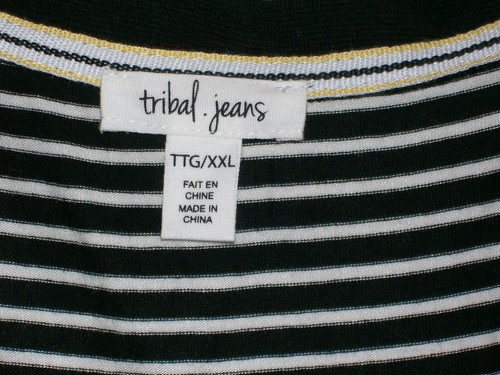 tribal.jeans
TTG/XXL
FAIT EN
CHINE
MADE IN
CHINA